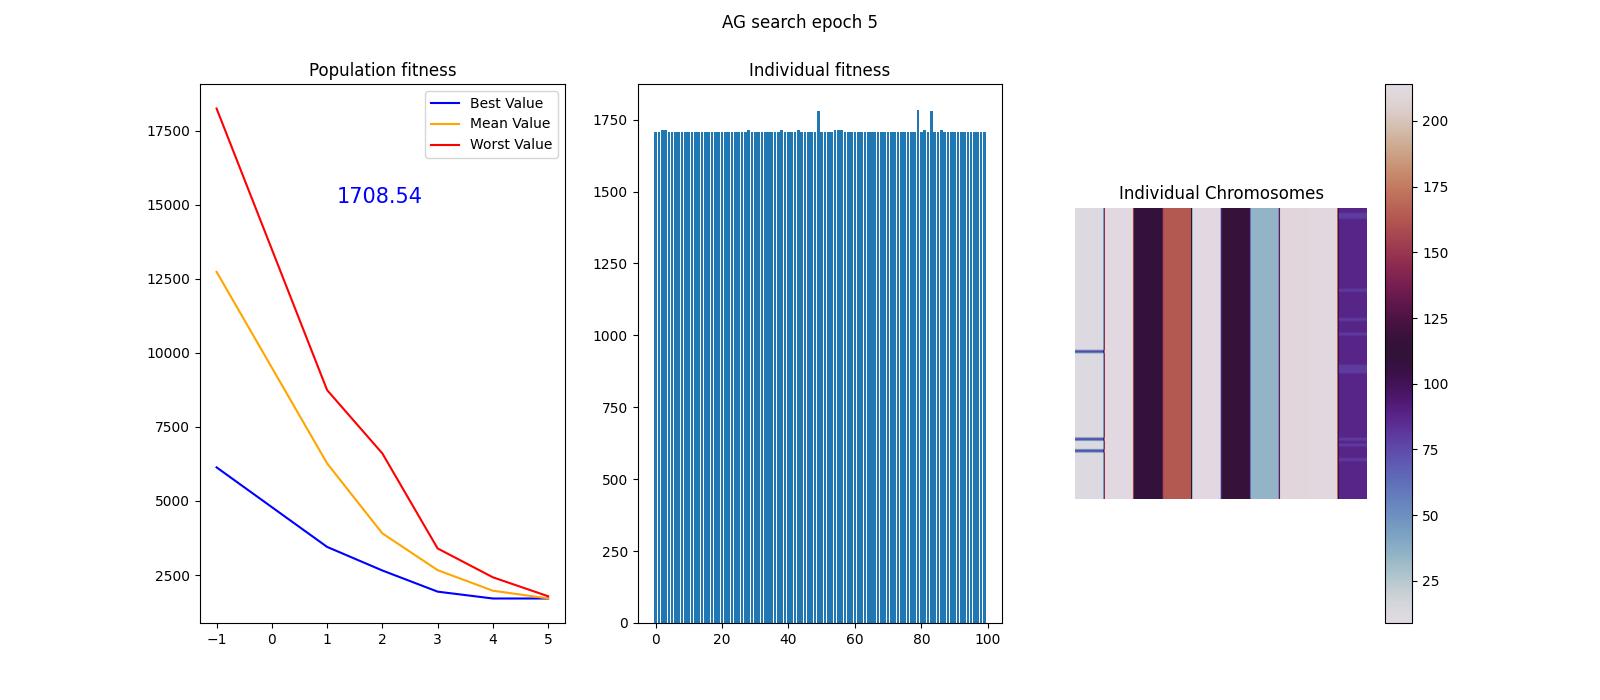 AG search epoch 5
Population fitness
Best Value
Mean Value
Worst Value
1708.54
17500
15000
12500
10000
7500
5000
2500
−1 0 1 2 3 4 5
Individual fitness
1750
1500
1250
1000
750
500
250
0
0 20 40 60 80 100
Individual Chromosomes
200
175
150
125
100
75
50
25